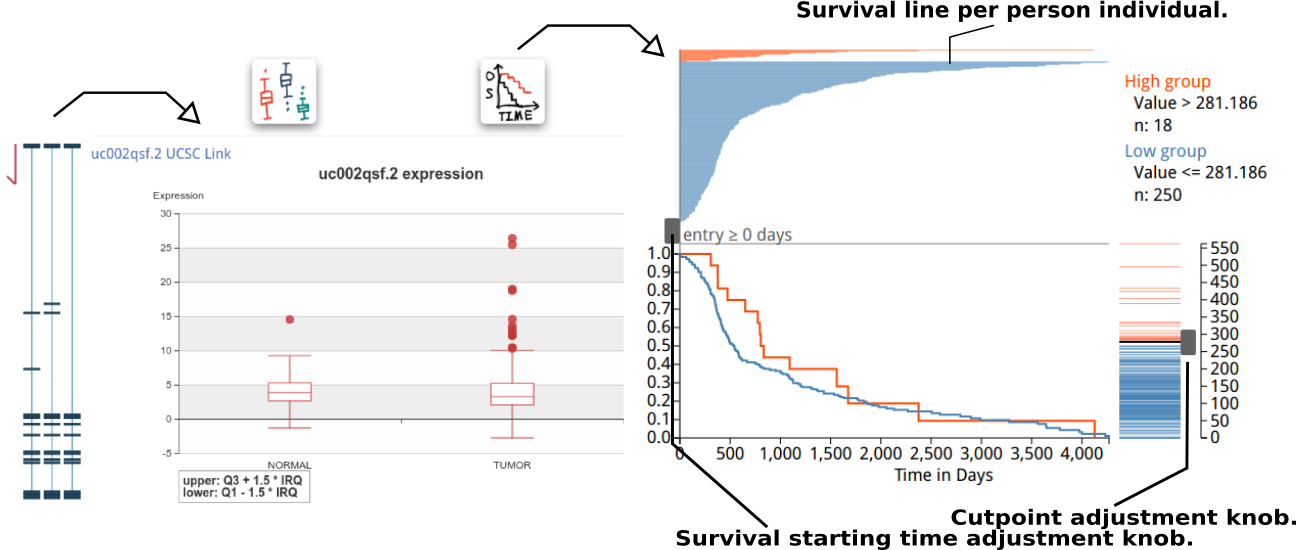 Survival line per person individual.
O
S
TIME
High group
Value > 281.186
n: 18
Low group
Value <= 281.186
n: 250
uc002qsf.2 UCSC Link
uc002qsf.2 expression
Expression
30
25
20
15
10
5
0
-5
NORMAL
TUMOR
upper: Q3 + 1.5 * IRQ
lower: Q1 - 1.5 * IRQ
entry ≥ 0 days
1.0
0.9
0.8
0.7
0.6
0.5
0.4
0.3
0.2
0.1
0.0
0 500 1,000 1,500 2,000 2,500 3,000 3,500 4,000
Time in Days
550
500
450
400
350
300
250
200
150
100
50
0
Cutpoint adjustment knob.
Survival starting time adjustment knob.